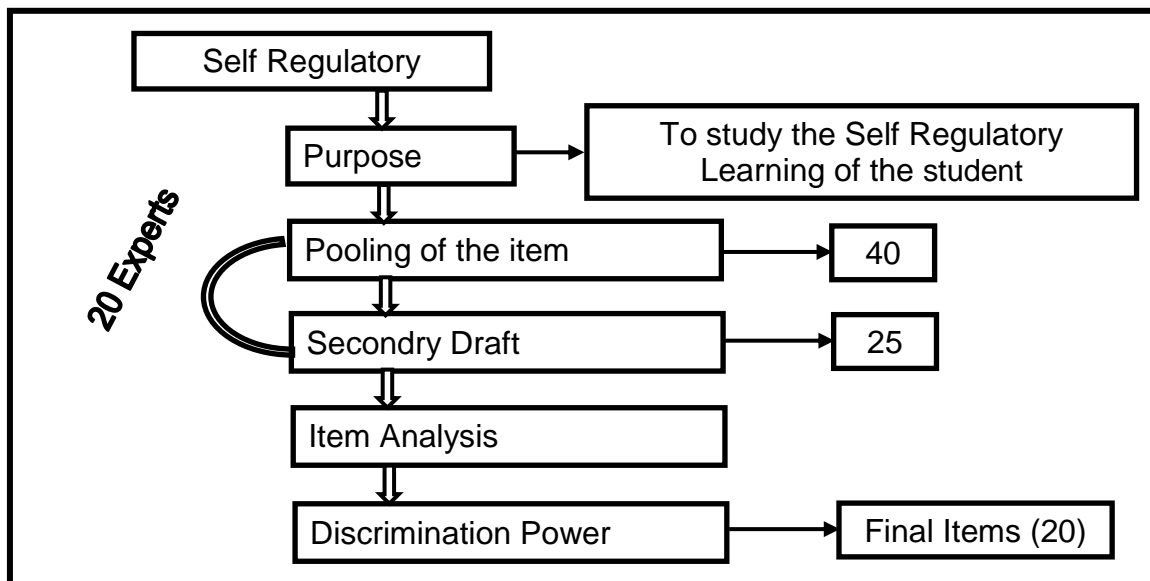 Self Regulatory
Purpose
To study the Self Regulatory
Learning of the student
20 Experts
Pooling of the item
40
Secondry Draft
25
Item Analysis
Discrimination Power
Final Items (20)